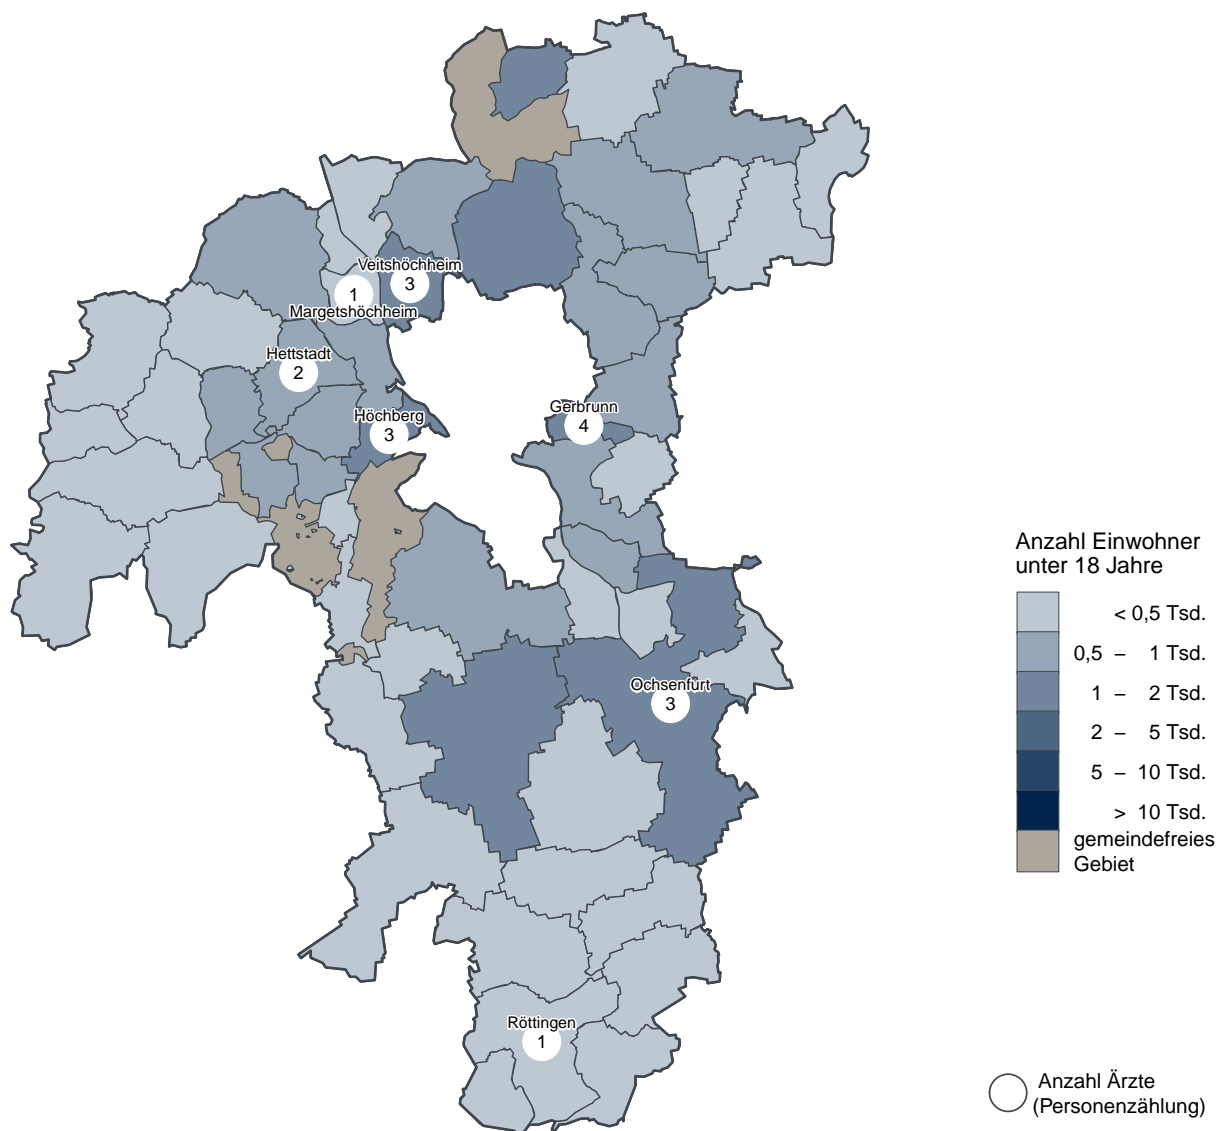 Veitshöchheim
3
1
Margetshöchheim
Hettstadt
2
Höchberg
3
Gerbrunn
4
Ochsenfurt
3
Röttingen
1
Anzahl Einwohner
unter 18 Jahre
< 0,5 Tsd.
0,5 – 1 Tsd.
1 – 2 Tsd.
2 – 5 Tsd.
5 – 10 Tsd.
> 10 Tsd.
gemeindefreies
Gebiet
Anzahl Ärzte
(Personenzählung)